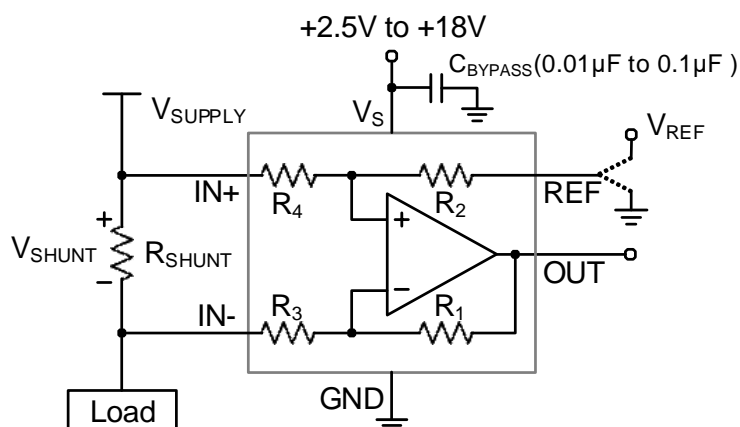 +2.5V to +18V
CBYPASS(0.01µF to 0.1µF )
VS
VSUPPLY
VREF
IN+
R4
R2
REF
+
+
VSHUNT
RSHUNT
−
−
OUT
IN-
R3
R1
GND
Load